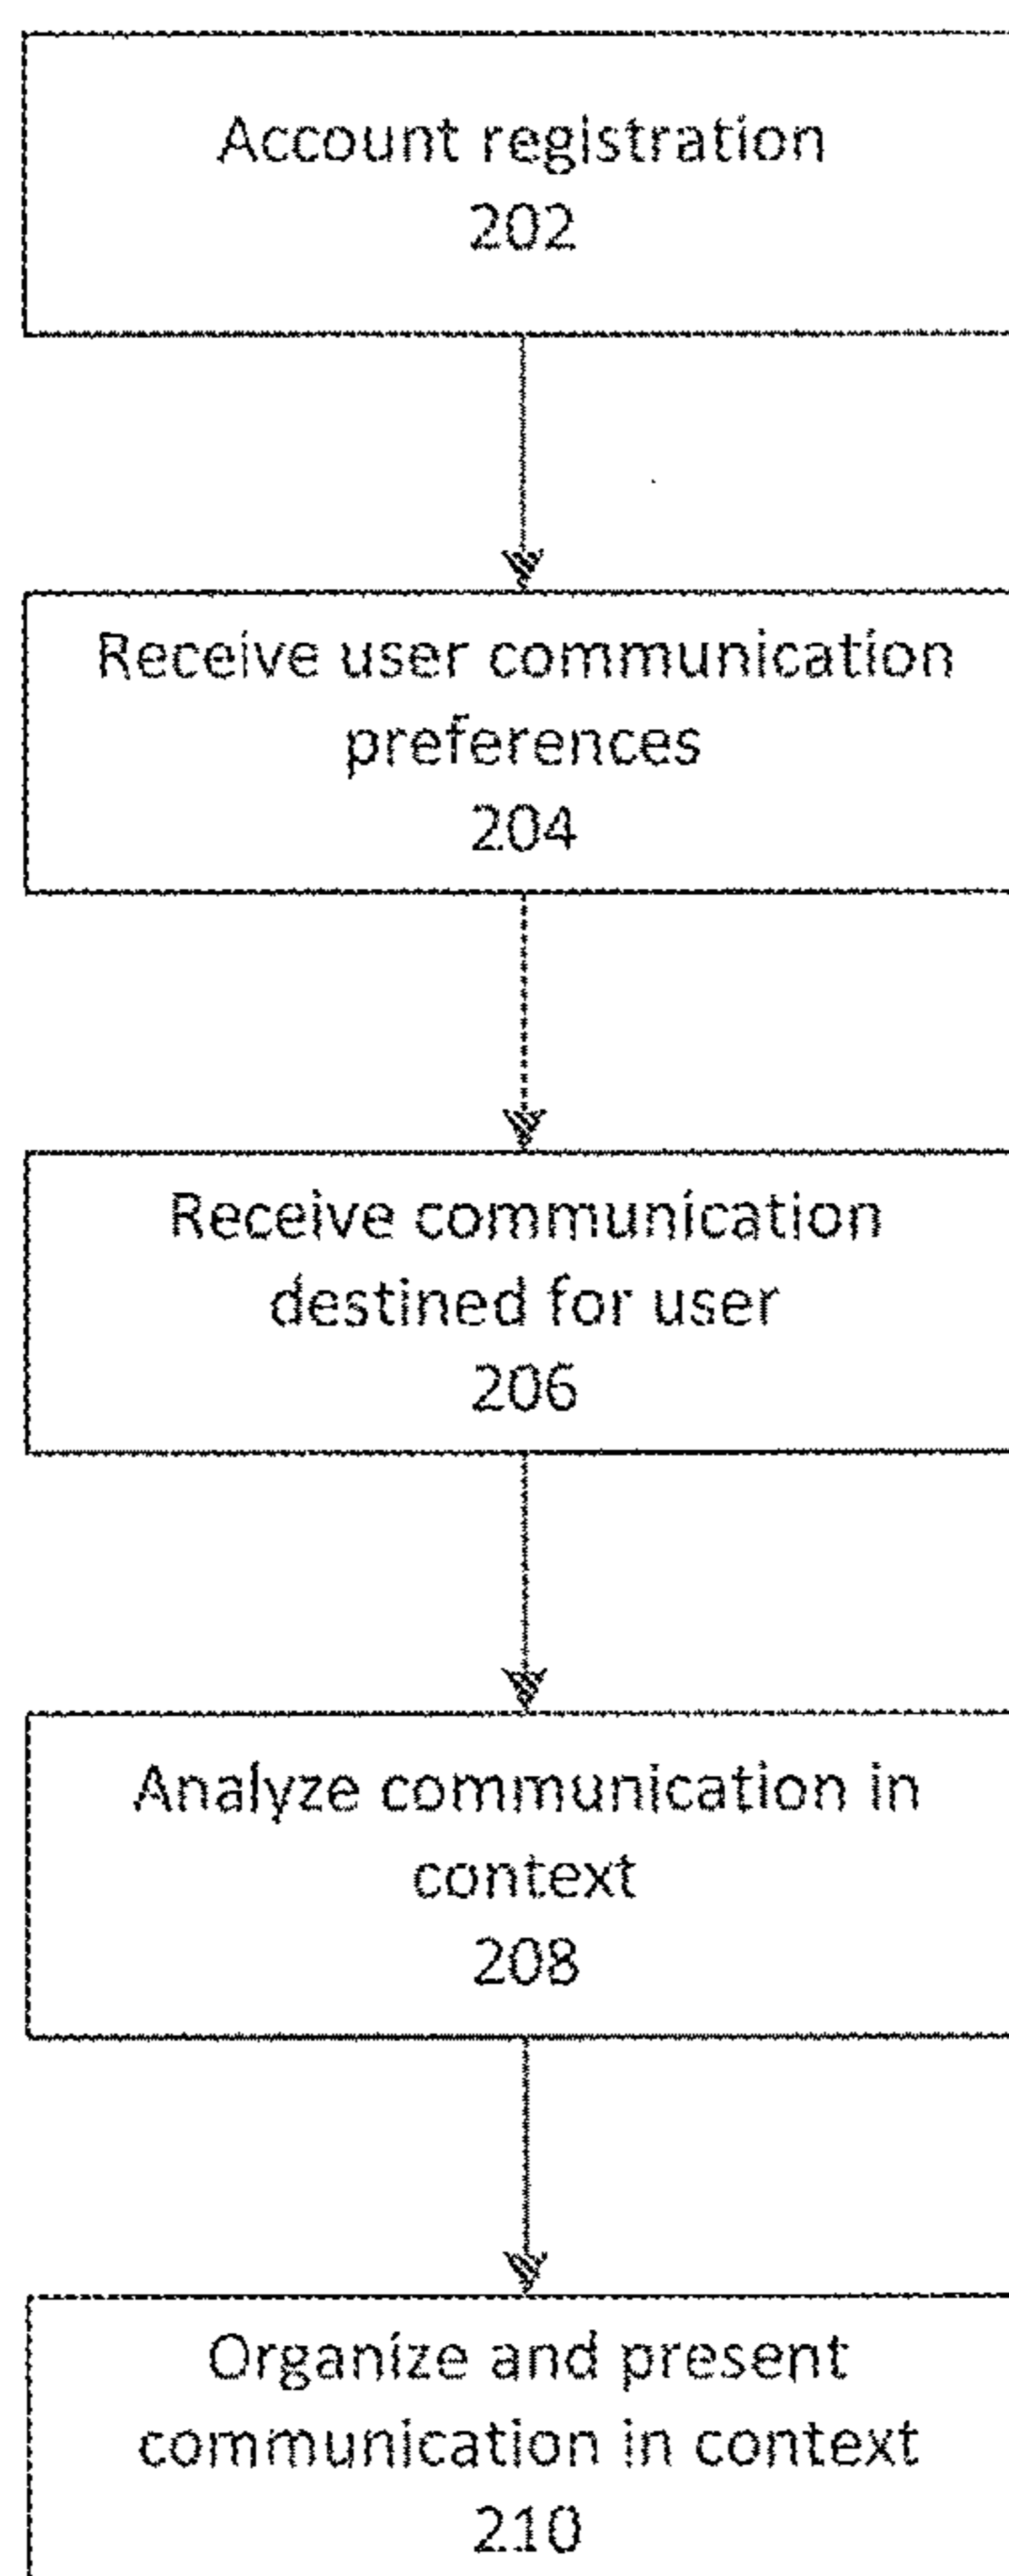 Account registration
202
Receive user communication
preferences
204
Receive communication
destined for user
206
Analyze communication in
context
208
Organize and present
communication in context
210